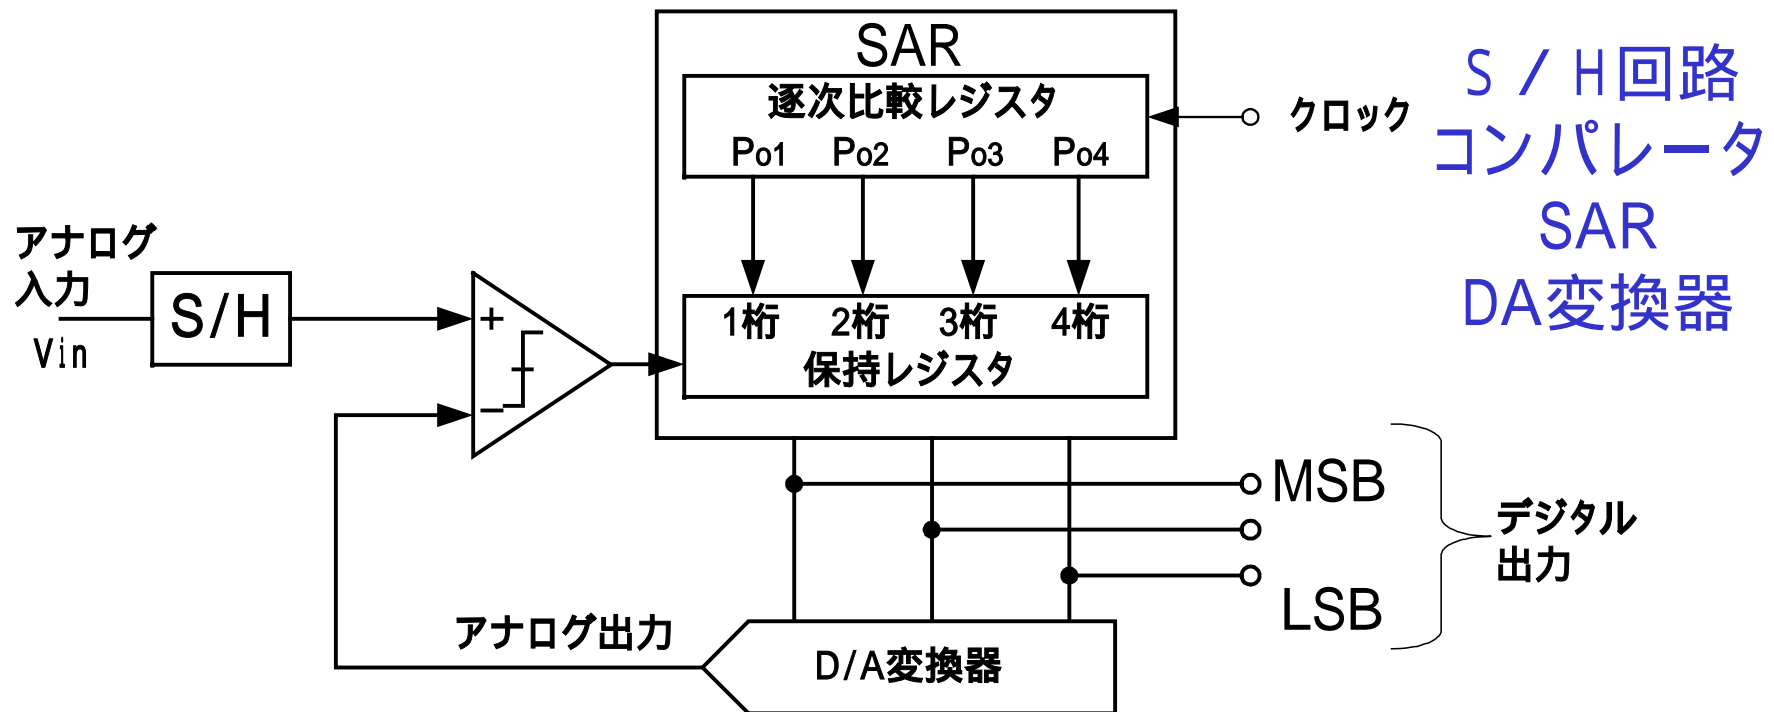 SAR
逐次比較レジスタ
Po1 Po2 Po3 Po4
クロック
S/H回路
コンパレータ
SAR
DA変換器
アナログ
入力
Vin
S/H
+
−
1桁 2桁 3桁 4桁
保持レジスタ
MSB
LSB
デジタル
出力
アナログ出力
D/A変換器